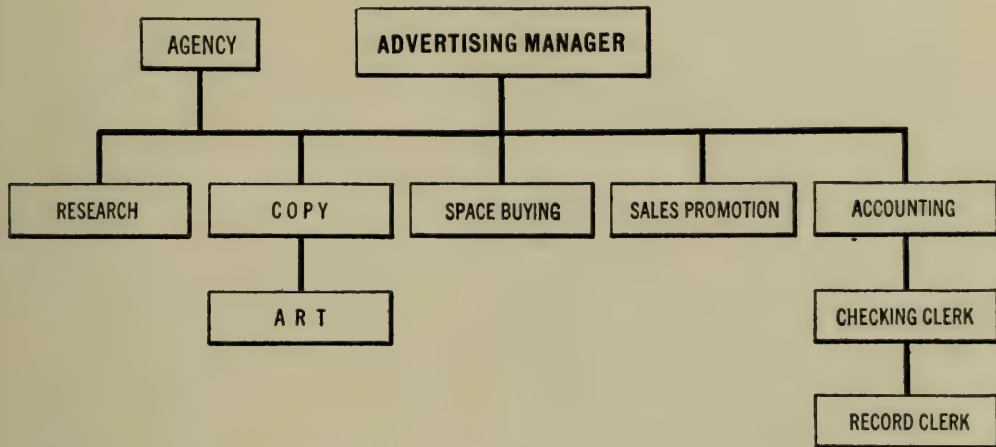 AGENCY
ADVERTISING MANAGER
RESEARCH
COPY
SPACE BUYING
SALES PROMOTION
ACCOUNTING
ART
CHECKING CLERK
RECORD CLERK